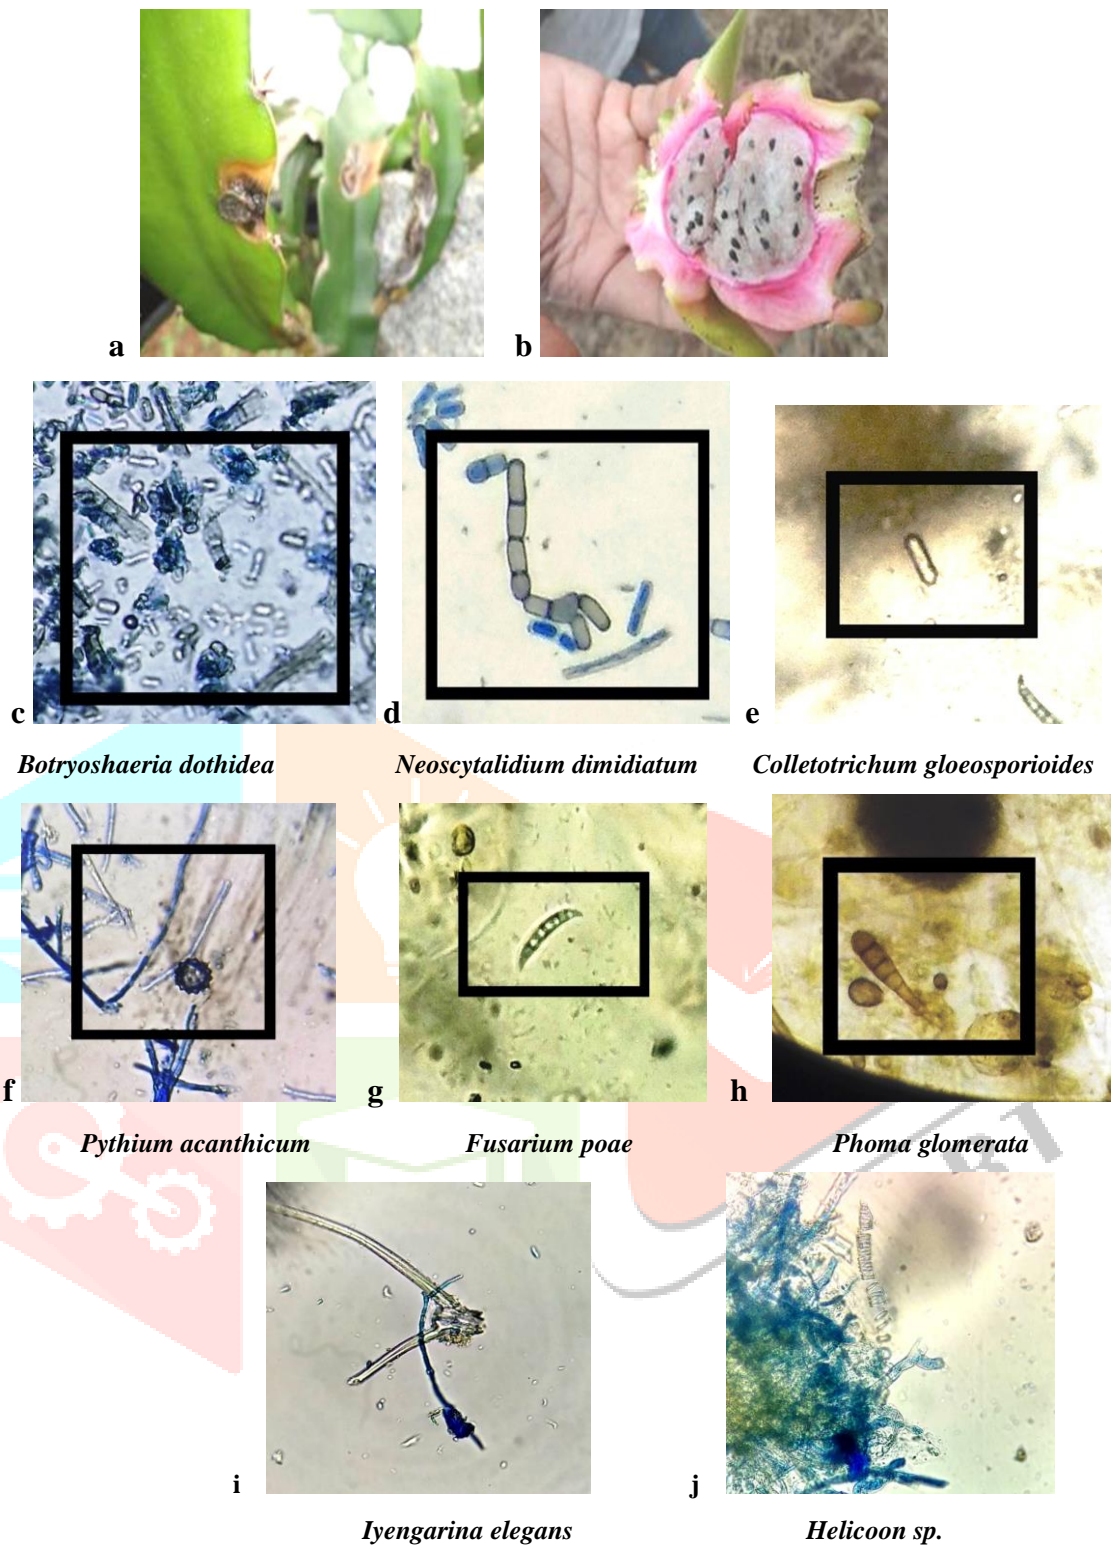 a b
c d e
Botryoshaeria dothidea Neoscytalidium dimidiatum Colletotrichum gloeosporioides
f g h
Pythium acanthicum Fusarium poae Phoma glomerata
i j
Iyengarina elegans Helicoon sp.